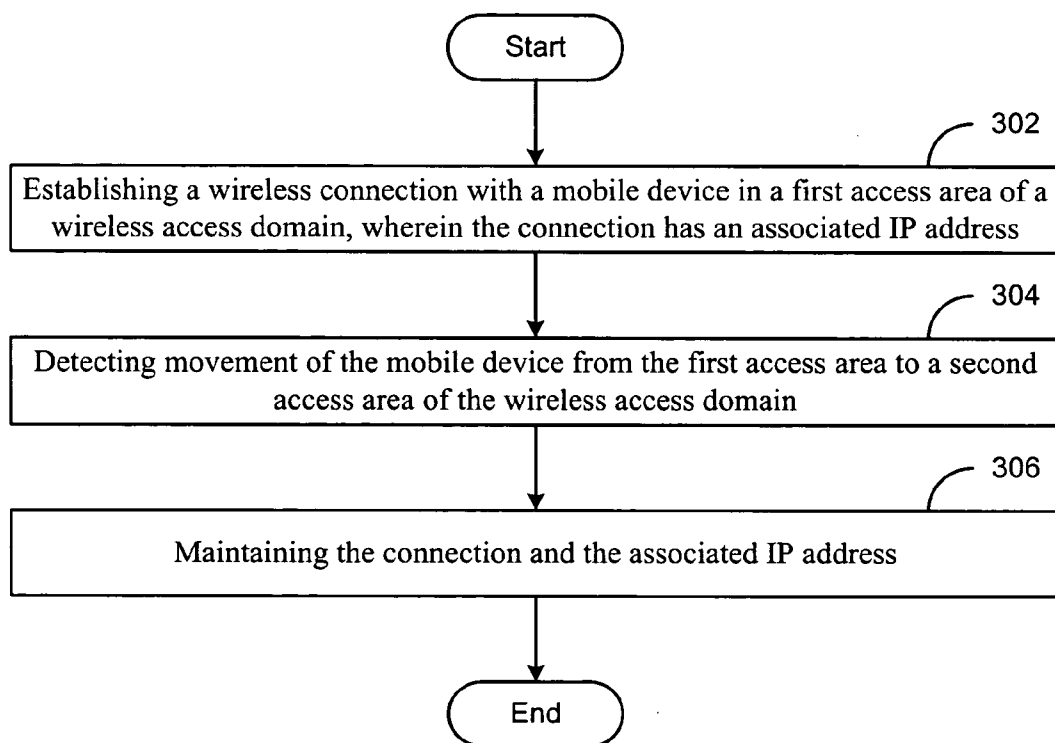 Start
302
Establishing a wireless connection with a mobile device in a first access area of a
wireless access domain, wherein the connection has an associated IP address
304
Detecting movement of the mobile device from the first access area to a second
access area of the wireless access domain
306
Maintaining the connection and the associated IP address
End